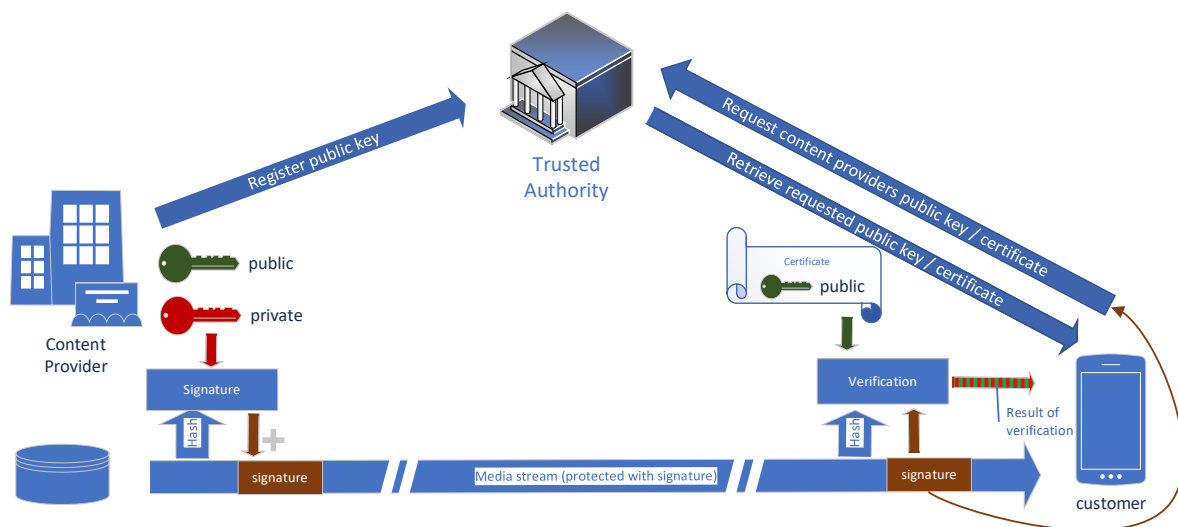 Trusted
Authority
Register public key
Request content providers public key / certificate
Retrieve requested public key / certificate
public
private
Content
Provider
Certificate
public
Signature
Verification
Hash
Hash
Result of
verification
signature
Media stream (protected with signature)
signature
customer